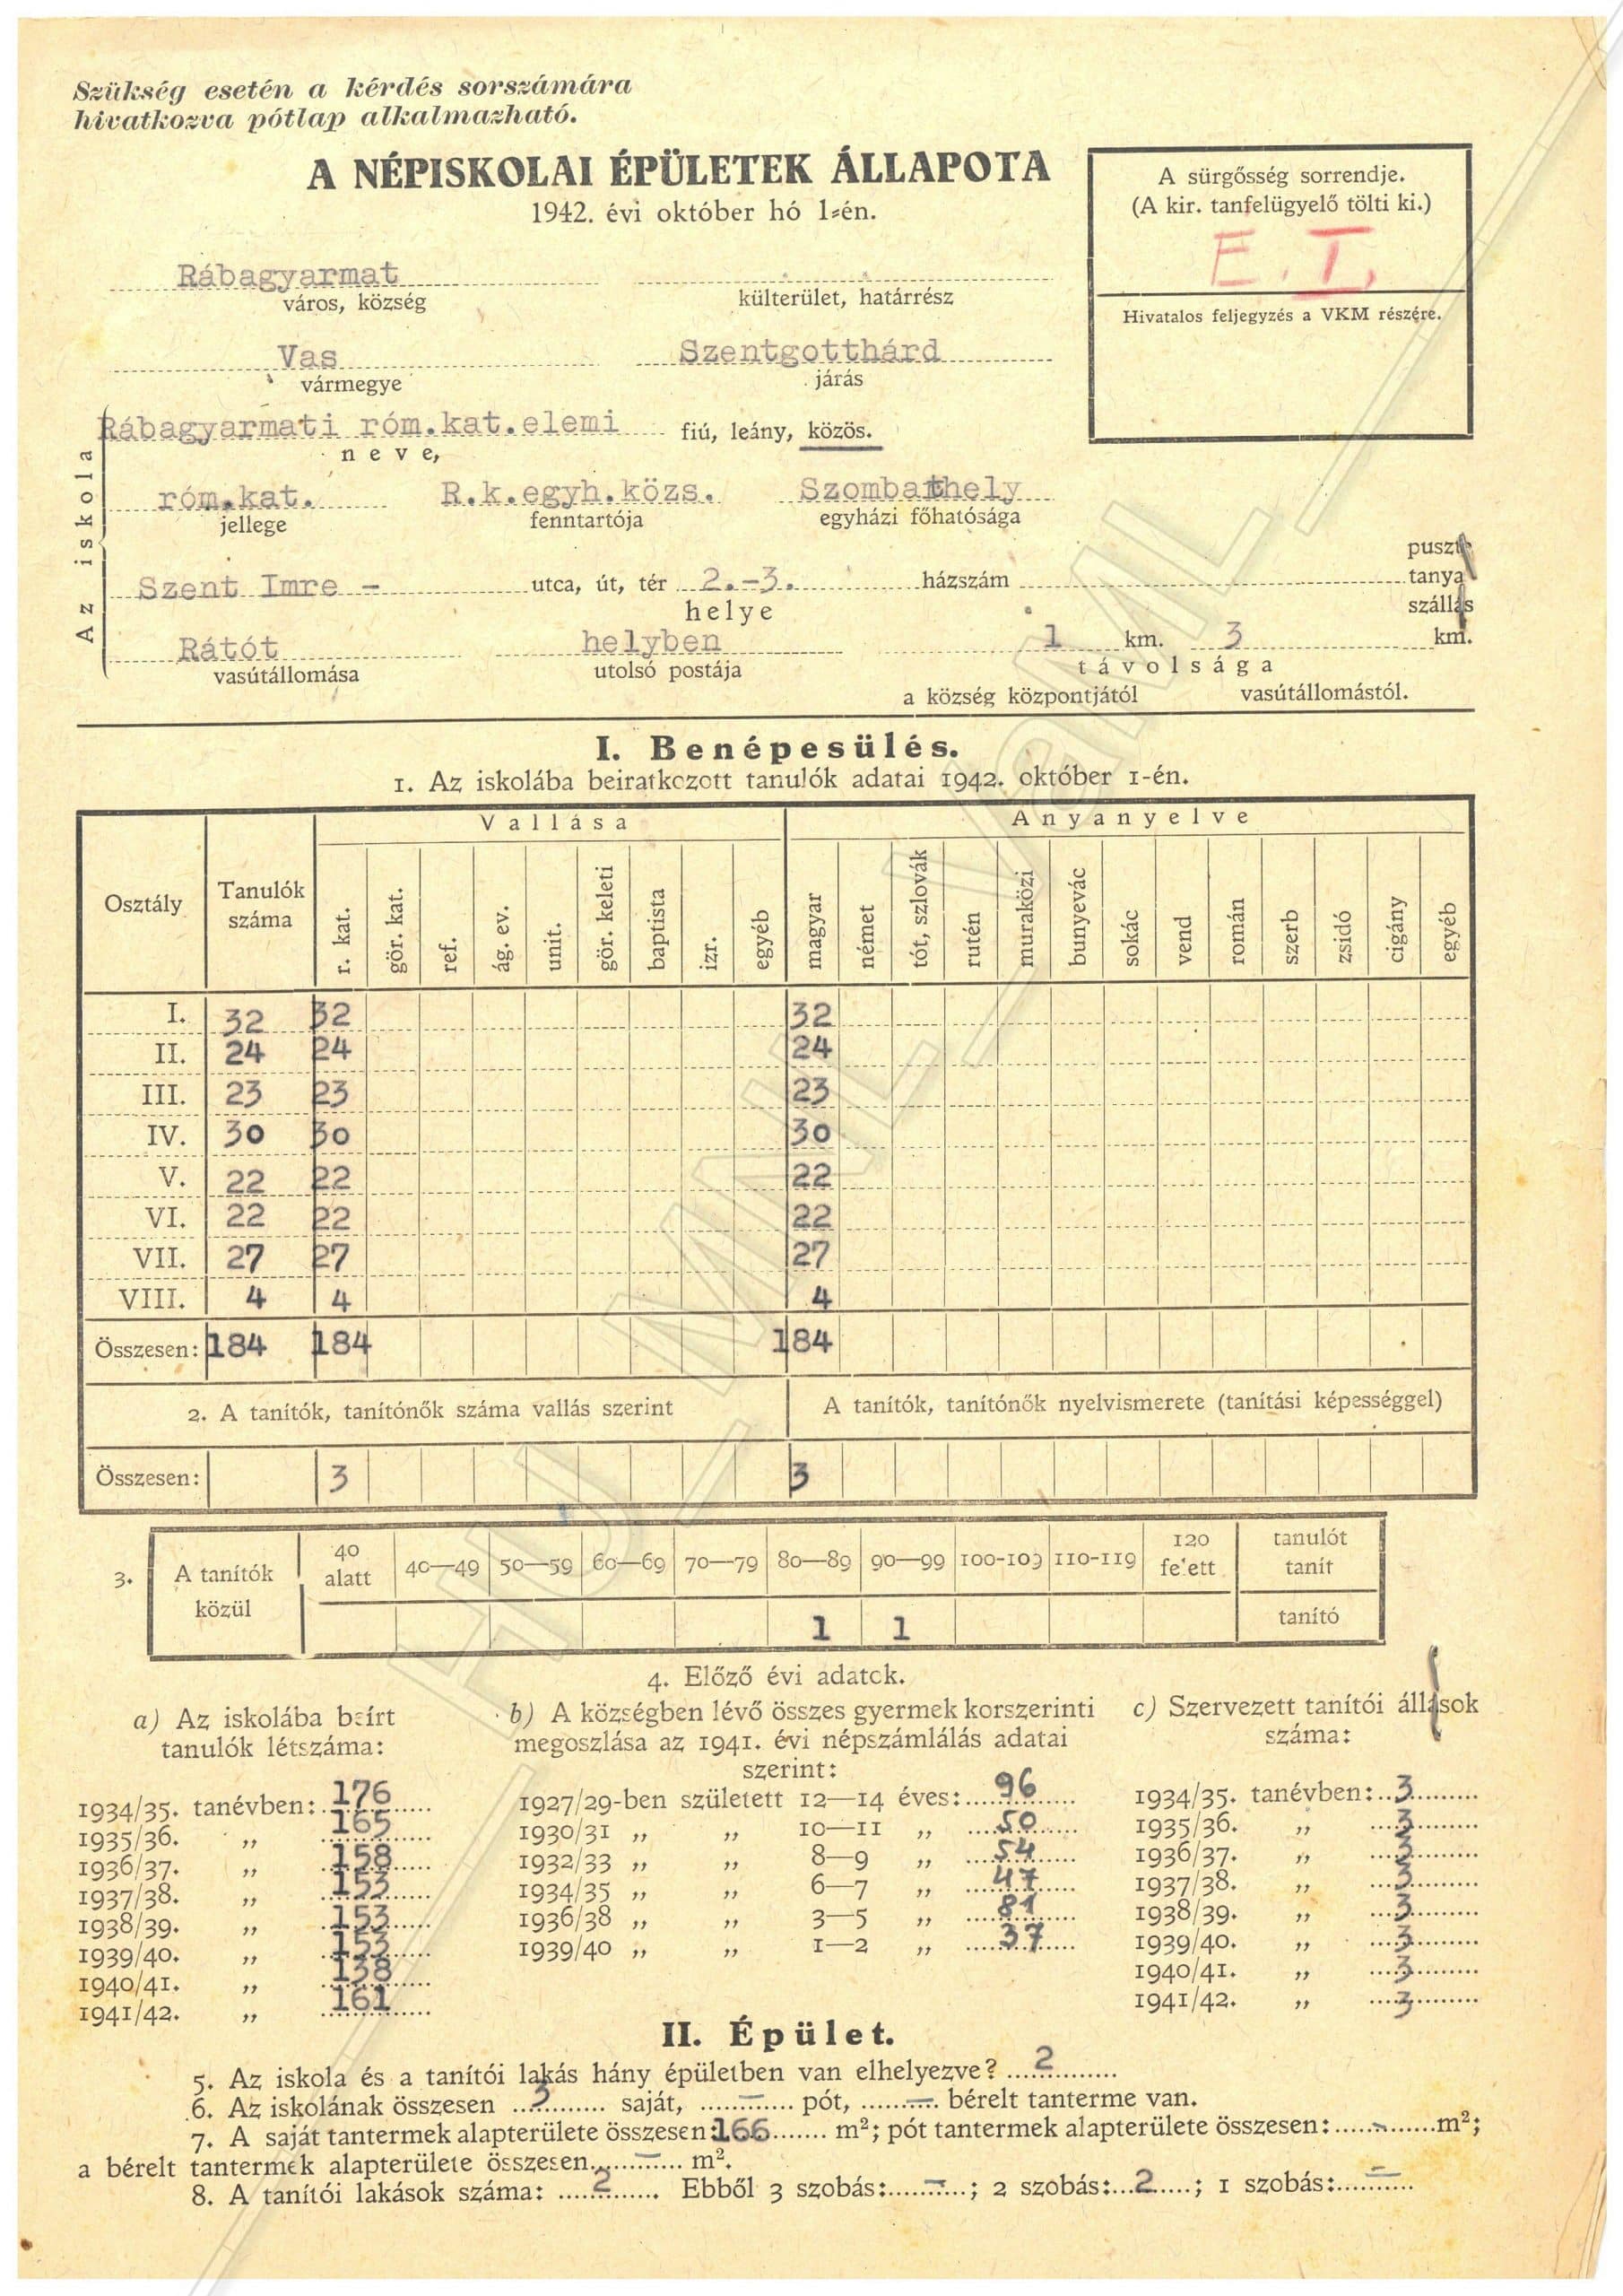 Szükség esetén a kérdés sorszámára
hivatkozva pótlap alkalmazható.
A NÉPISKOLAI ÉPÜLETEK ÁLLAPOTA
1942. évi október hó 1-én.
A sürgősség sorrendje.
(A kir. tanfelügyelő tölti ki.)
E. I.
Hivatalos feljegyzés a VKM részére.
Rábagyarmat
város, község külterület, határrész
Vas Szentgotthárd
vármegye járás
Az iskola
Rábagyarmati róm.kat.elemi fiú, leány, közös.
neve,
róm.kat. R.k.egyh.közs. Szombathely
jellege fenntartója egyházi főhatósága
puszta
Szent Imre - utca, út, tér 2.-3. házszám tanya
helye szállás
Rátót helyben 1 km. 3 km.
vasútállomása utolsó postája távolsága
a község központjától vasútállomástól.
I. Benépesülés.
1. Az iskolába beiratkozott tanulók adatai 1942. október 1-én.
Osztály Tanulók száma Vallása Anyanyelve
r. kat. gör. kat. ref. ág. ev. unit. gör. keleti baptista izr. egyéb magyar német tót, szlovák rutén muraközi bunyevác sokác vend román szerb zsidó cigány egyéb
I. 32 32 32
II. 24 24 24
III. 23 23 23
IV. 30 30 30
V. 22 22 22
VI. 22 22 22
VII. 27 27 27
VIII. 4 4 4
Összesen: 184 184 184
2. A tanítók, tanítónők száma vallás szerint A tanítók, tanítónők nyelvismerete (tanítási képességgel)
Összesen: 3 3
3. A tanítók közül 40 alatt 40—49 50—59 60—69 70—79 80—89 90—99 100-109 110-119 120 felett tanulót tanít
1 1 tanító
4. Előző évi adatok.
a) Az iskolába beírt
tanulók létszáma:
1934/35. tanévben: 176
1935/36. „ 165
1936/37. „ 158
1937/38. „ 153
1938/39. „ 153
1939/40. „ 153
1940/41. „ 138
1941/42. „ 161
b) A községben lévő összes gyermek korszerinti
megoszlása az 1941. évi népszámlálás adatai
szerint:
1927/29-ben született 12—14 éves: 96
1930/31 „ „ 10—11 „ 50
1932/33 „ „ 8—9 „ 54
1934/35 „ „ 6—7 „ 47
1936/38 „ „ 3—5 „ 81
1939/40 „ „ 1—2 „ 37
c) Szervezett tanítói állások
száma:
1934/35. tanévben: 3
1935/36. „ 3
1936/37. „ 3
1937/38. „ 3
1938/39. „ 3
1939/40. „ 3
1940/41. „ 3
1941/42. „ 3
II. Épület.
5. Az iskola és a tanítói lakás hány épületben van elhelyezve? 2
6. Az iskolának összesen 3 saját, — pót, — bérelt tanterme van.
7. A saját tantermek alapterülete összesen: 166 m²; pót tantermek alapterülete összesen: - m²;
a bérelt tantermek alapterülete összesen — m².
8. A tanítói lakások száma: 2. Ebből 3 szobás: —; 2 szobás: 2; 1 szobás: —
HU_MNL_VaML